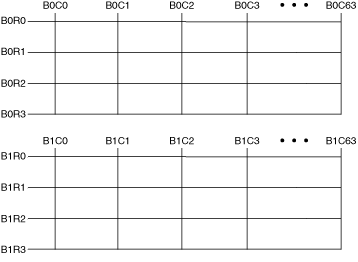 B0C0 B0C1 B0C2 B0C3 • • • B0C63
B0R0
B0R1
B0R2
B0R3
B1C0 B1C1 B1C2 B1C3 • • • B1C63
B1R0
B1R1
B1R2
B1R3